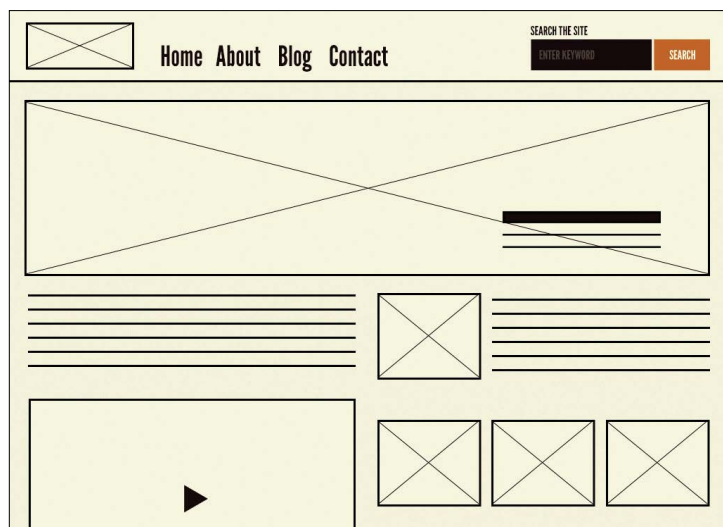 SEARCH THE SITE
Home About Blog Contact
ENTER KEYWORD SEARCH